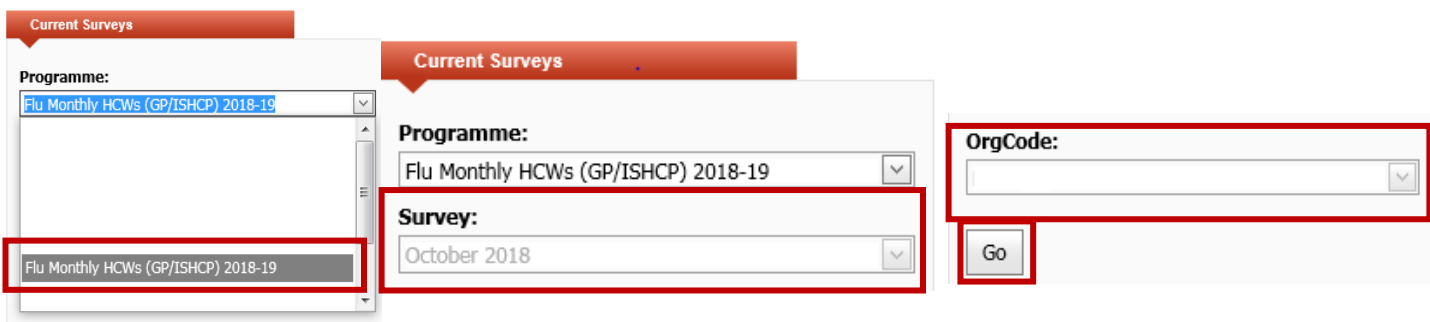 Current Surveys
Programme:
Flu Monthly HCWs (GP/ISHCP) 2018-19
Flu Monthly HCWs (GP/ISHCP) 2018-19
Current Surveys
Programme:
Flu Monthly HCWs (GP/ISHCP) 2018-19
Survey:
October 2018
OrgCode:
Go